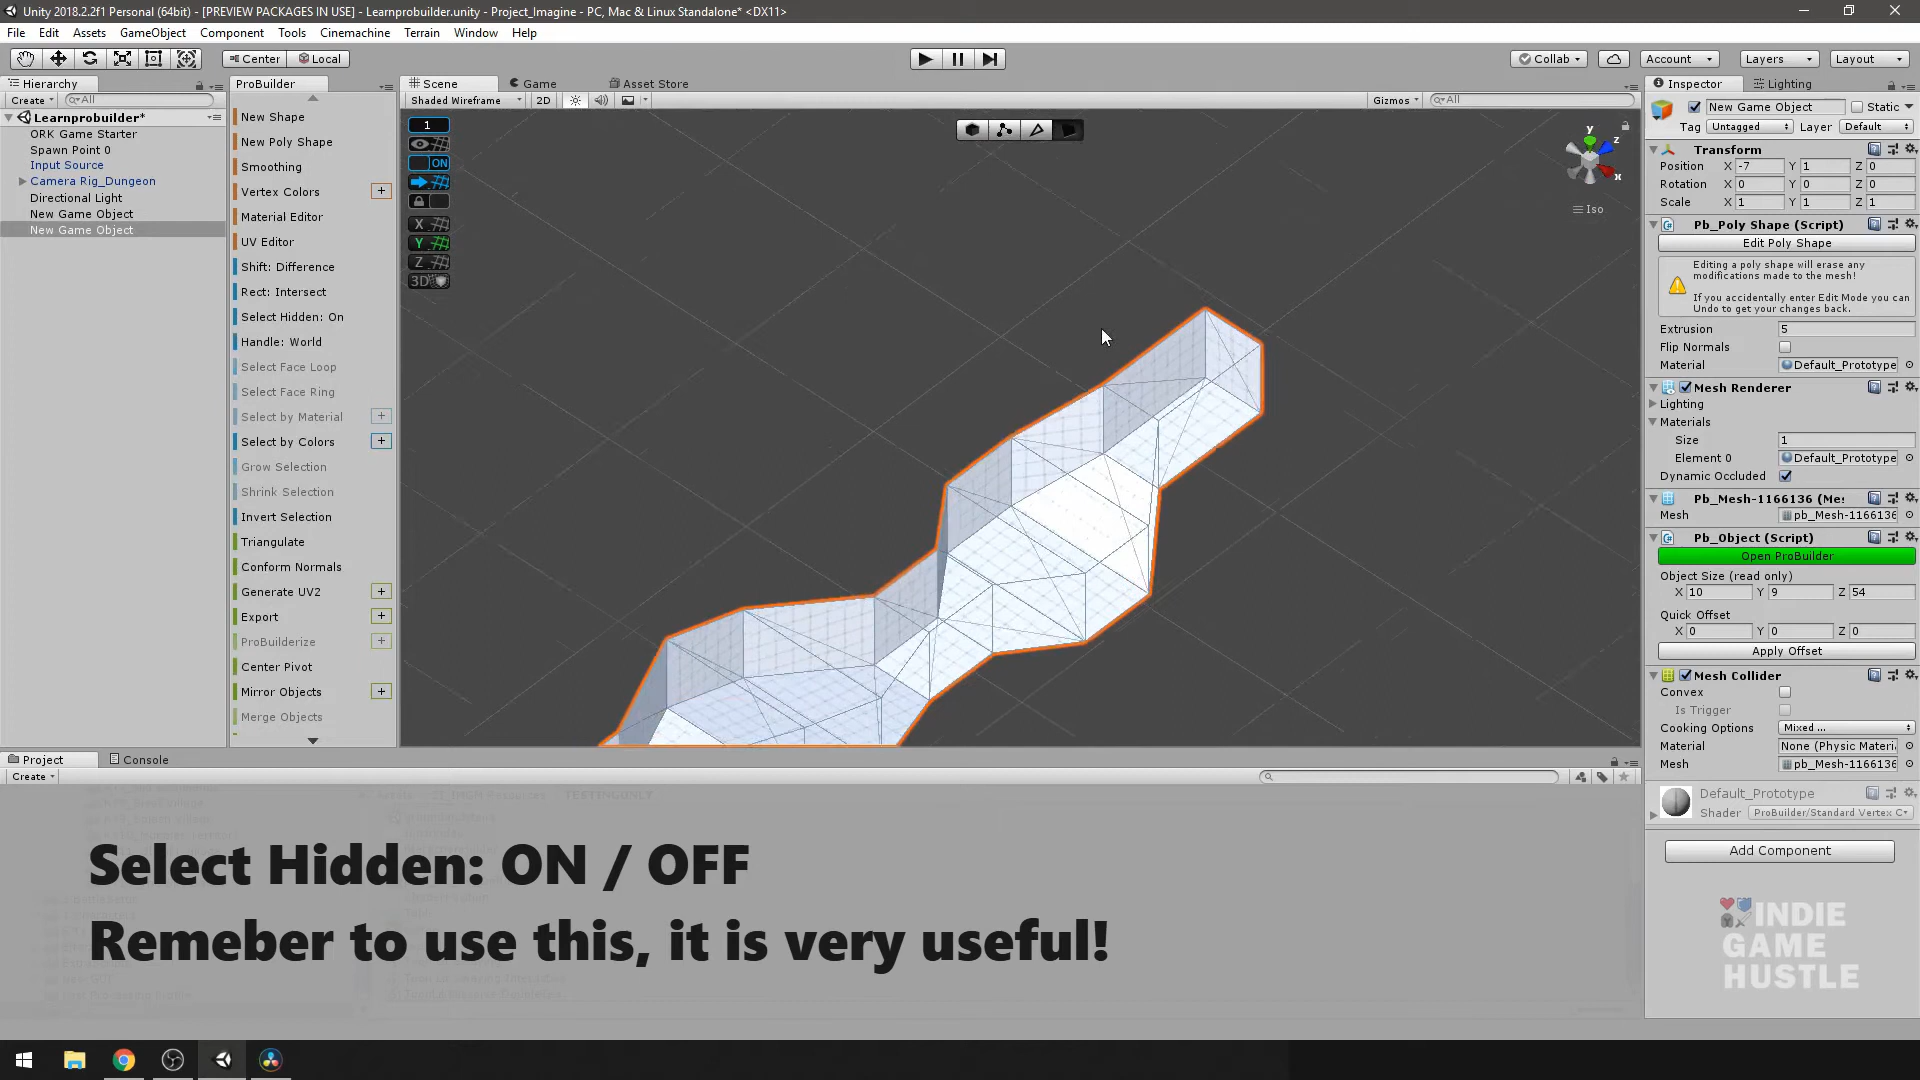 Unity 2018.2.2f1 Personal (64bit) - [PREVIEW PACKAGES IN USE] - Learnprobuilder.unity - Project_Imagine - PC, Mac & Linux Standalone* <DX11>
File Edit Assets GameObject Component Tools Cinemachine Terrain Window Help
Center Local Collab Account Layers Layout
Hierarchy
Create All
Learnprobuilder*
ORK Game Starter
Spawn Point 0
Input Source
Camera Rig_Dungeon
Directional Light
New Game Object
New Game Object
ProBuilder
New Shape
New Poly Shape
Smoothing
Vertex Colors +
Material Editor
UV Editor
Shift: Difference
Rect: Intersect
Select Hidden: On
Handle: World
Select Face Loop
Select Face Ring
Select by Material +
Select by Colors +
Grow Selection
Shrink Selection
Invert Selection
Triangulate
Conform Normals
Generate UV2 +
Export +
ProBuilderize +
Center Pivot
Mirror Objects +
Merge Objects
Scene Game Asset Store
Shaded Wireframe 2D Gizmos All
1
ON
X
Y
Z
3D
y
z
x
Iso
Inspector Lighting
New Game Object Static
Tag Untagged Layer Default
Transform
Position X -7 Y 1 Z 0
Rotation X 0 Y 0 Z 0
Scale X 1 Y 1 Z 1
Pb_Poly Shape (Script)
Edit Poly Shape
Editing a poly shape will erase any
modifications made to the mesh!
If you accidentally enter Edit Mode you can
Undo to get your changes back.
Extrusion 5
Flip Normals
Material Default_Prototype
Mesh Renderer
Lighting
Materials
Size 1
Element 0 Default_Prototype
Dynamic Occluded
Pb_Mesh-1166136 (Me:
Mesh pb_Mesh-1166136
Pb_Object (Script)
Open ProBuilder
Object Size (read only)
X 10 Y 9 Z 54
Quick Offset
X 0 Y 0 Z 0
Apply Offset
Mesh Collider
Convex
Is Trigger
Cooking Options Mixed ...
Material None (Physic Materi
Mesh pb_Mesh-1166136
Default_Prototype
Shader ProBuilder/Standard Vertex C
Add Component
Project Console
Create
Select Hidden: ON / OFF
Remeber to use this, it is very useful!
INDIE
GAME
HUSTLE